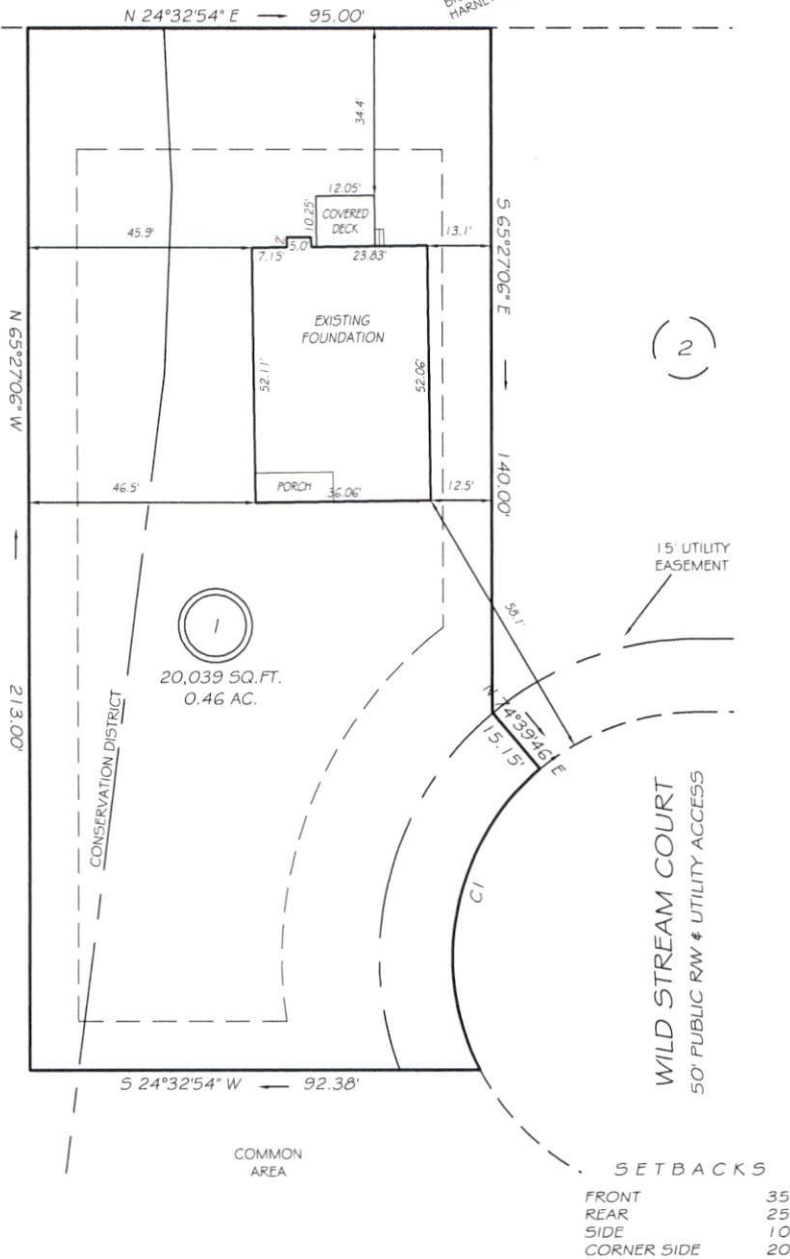 HARNE
N 24°32'54" E 95.00'
34.4'
12.05'
COVERED
DECK
10.25'
45.9'
13.1'
2'
5.0'
7.15'
23.83'
S 65°27'06" E
140.00'
EXISTING
FOUNDATION
2
N 65°27'06" W
213.00'
52.11'
52.06'
46.5'
PORCH
36.06'
12.5'
15' UTILITY
EASEMENT
58.1'
1
20,039 SQ.FT.
0.46 AC.
N 74°39'46" E
15.15'
CONSERVATION DISTRICT
C1
WILD STREAM COURT
50' PUBLIC R/W & UTILITY ACCESS
S 24°32'54" W 92.38'
COMMON
AREA
SETBACKS
FRONT 35
REAR 25
SIDE 10
CORNER SIDE 20